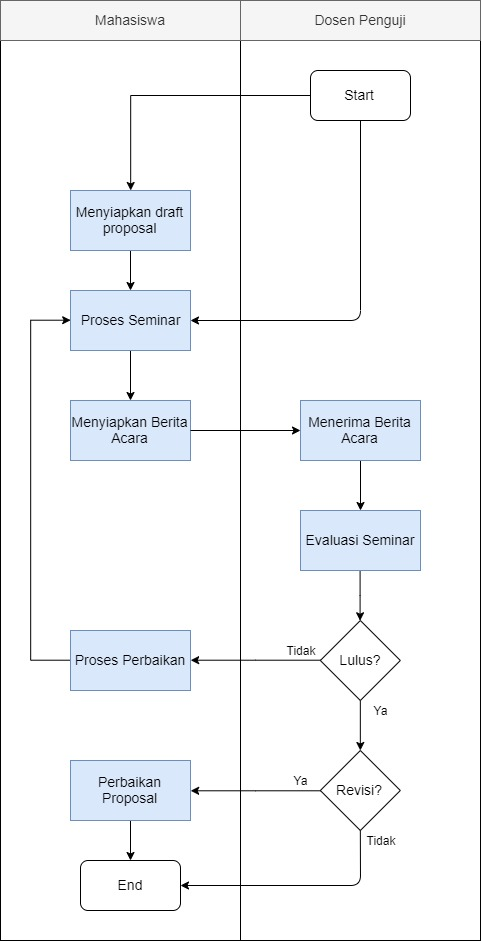 Mahasiswa
Dosen Penguji
Start
Menyiapkan draft
proposal
Proses Seminar
Menyiapkan Berita
Acara
Menerima Berita
Acara
Evaluasi Seminar
Proses Perbaikan
Tidak
Lulus?
Ya
Perbaikan
Proposal
Ya
Revisi?
Tidak
End